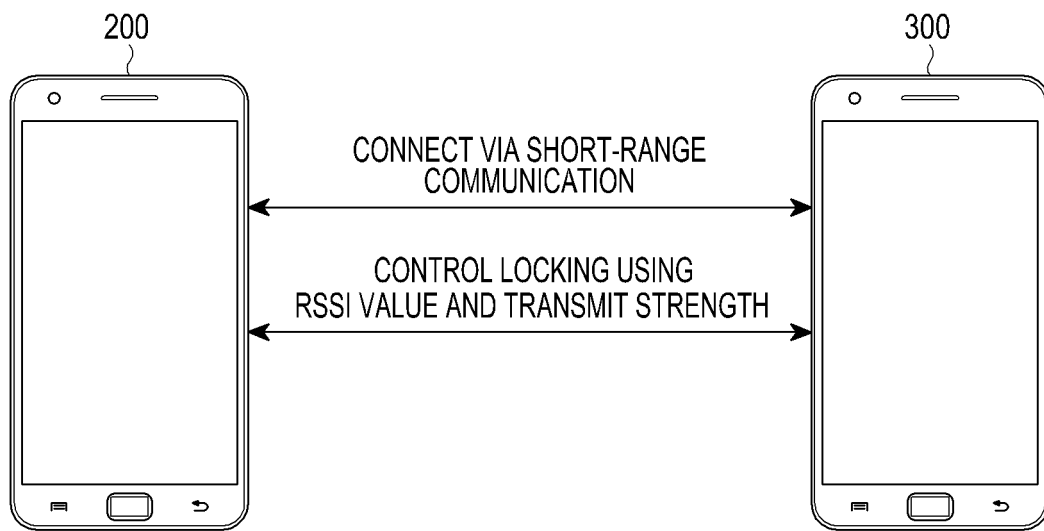 200
300
CONNECT VIA SHORT-RANGE
COMMUNICATION
CONTROL LOCKING USING
RSSI VALUE AND TRANSMIT STRENGTH